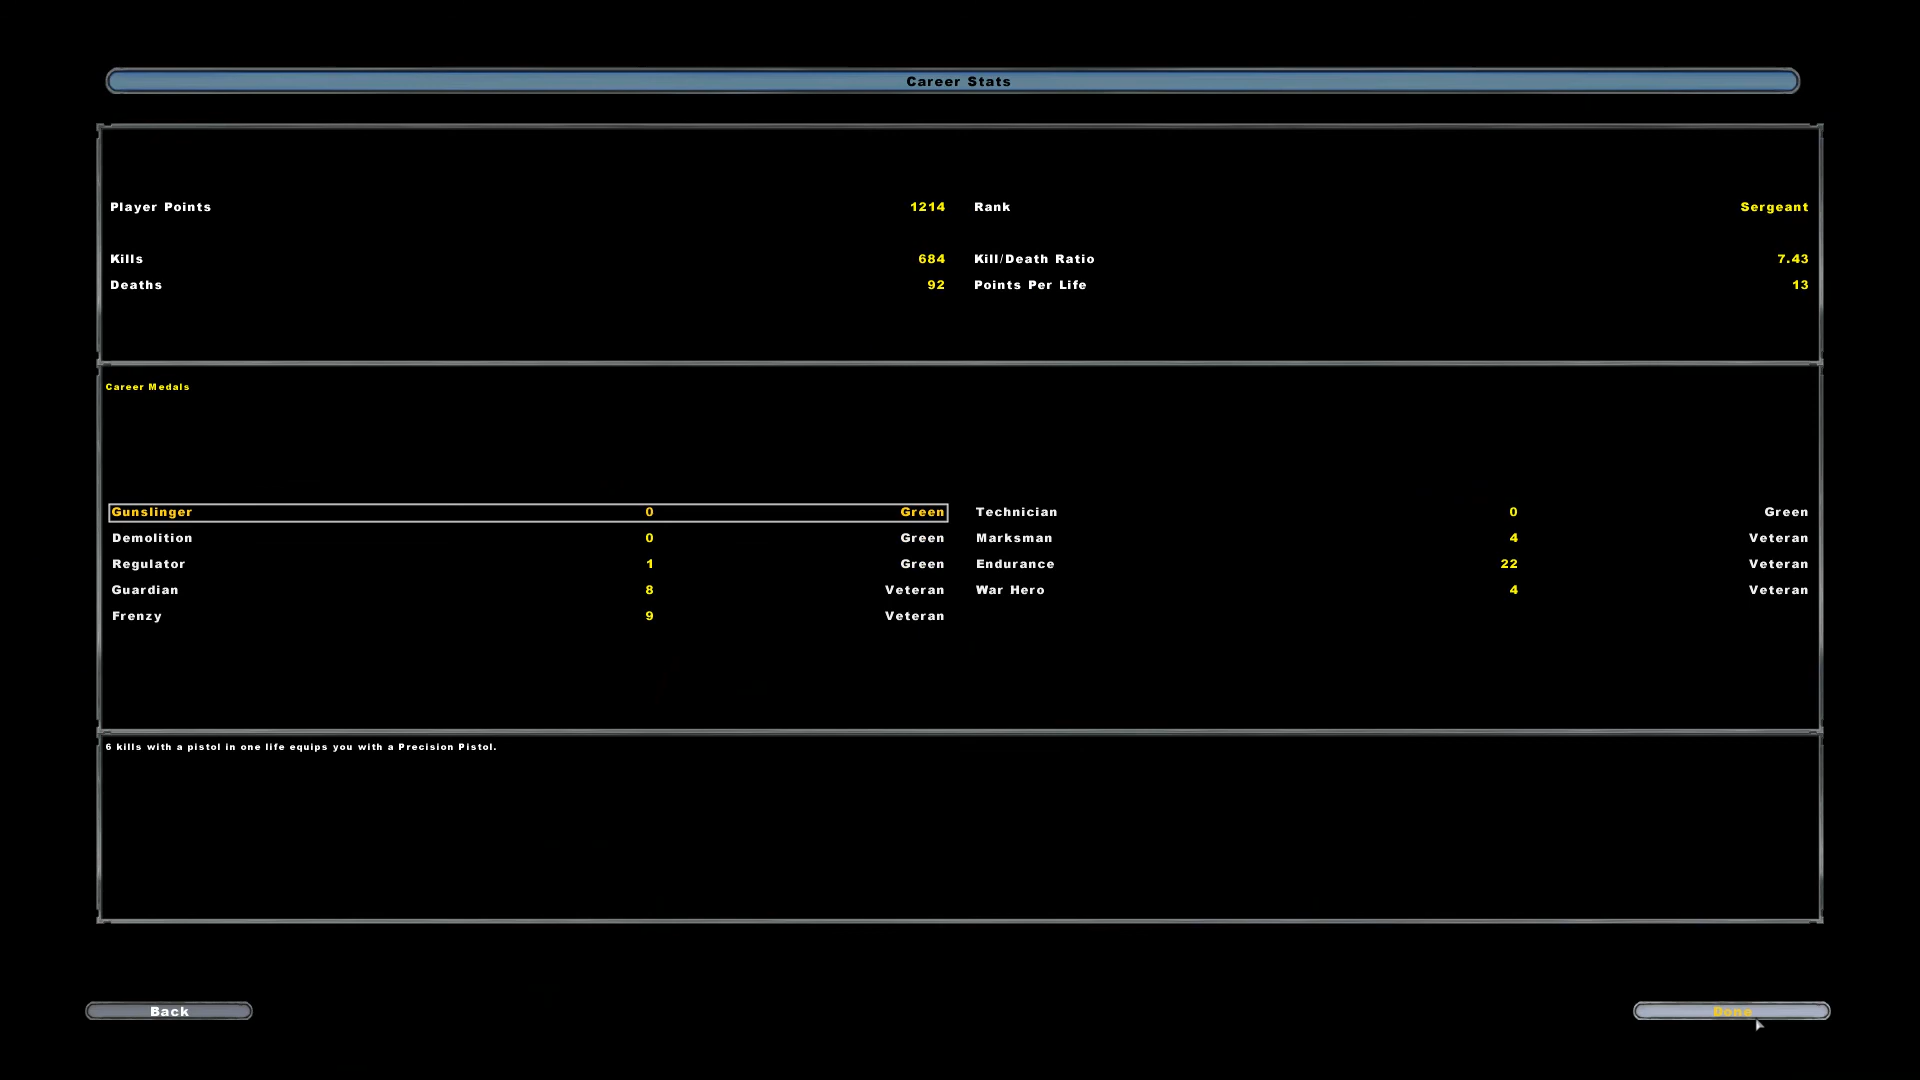 Career Stats
Player Points 1214 Rank Sergeant
Kills 684 Kill/Death Ratio 7.43
Deaths 92 Points Per Life 13
Career Medals
Gunslinger 0 Green Technician 0 Green
Demolition 0 Green Marksman 4 Veteran
Regulator 1 Green Endurance 22 Veteran
Guardian 8 Veteran War Hero 4 Veteran
Frenzy 9 Veteran
6 kills with a pistol in one life equips you with a Precision Pistol.
Back Done